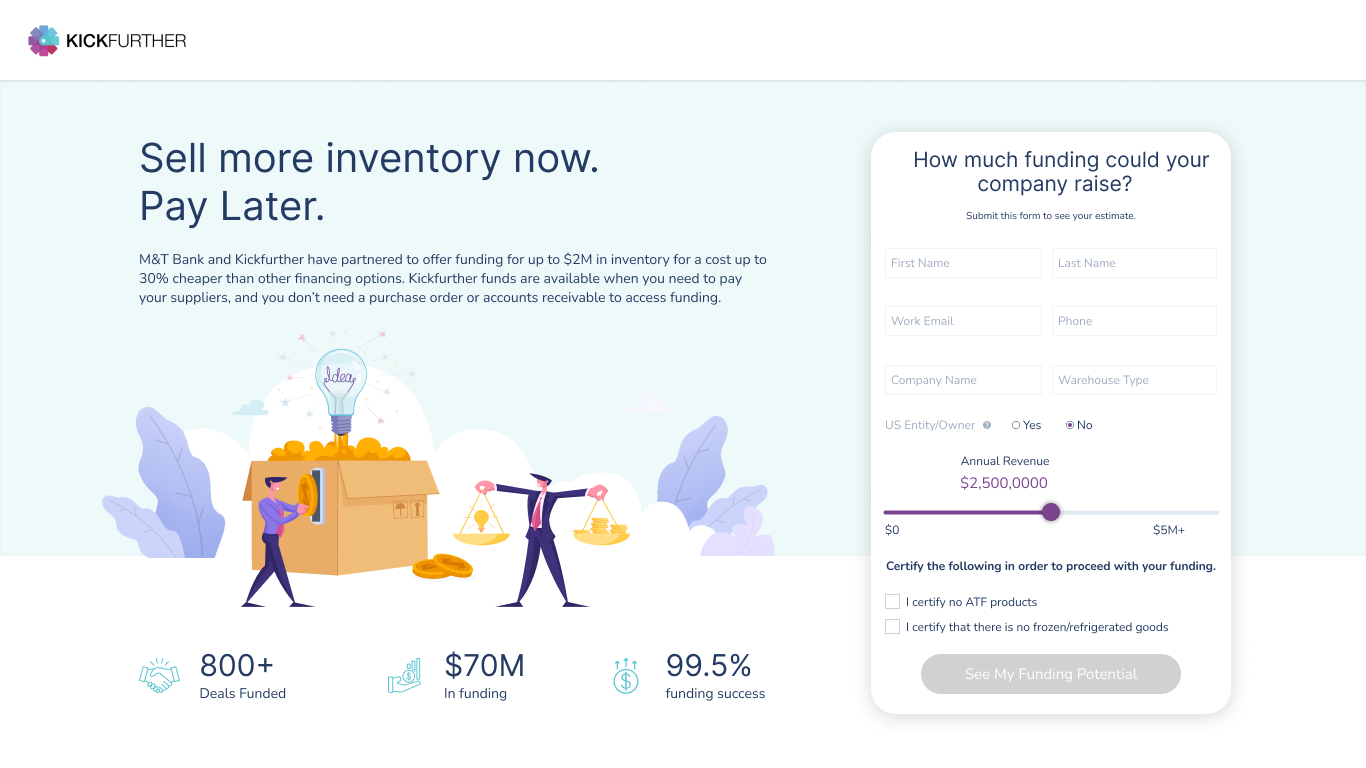 KICKFURTHER
Sell more inventory now.
Pay Later.
M&T Bank and Kickfurther have partnered to offer funding for up to $2M in inventory for a cost up to
30% cheaper than other financing options. Kickfurther funds are available when you need to pay
your suppliers, and you don't need a purchase order or accounts receivable to access funding.
Idea
800+
Deals Funded
$70M
In funding
99.5%
funding success
How much funding could your
company raise?
Submit this form to see your estimate.
First Name
Last Name
Work Email
Phone
Company Name
Warehouse Type
US Entity/Owner ? Yes No
Annual Revenue
$2,500,0000
$0
$5M+
Certify the following in order to proceed with your funding.
I certify no ATF products
I certify that there is no frozen/refrigerated goods
See My Funding Potential